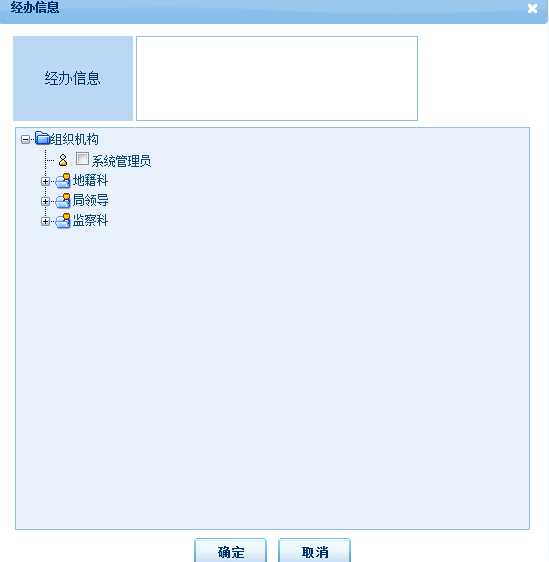 经办信息
经办信息
组织机构
系统管理员
地籍科
局领导
监察科
确定 取消